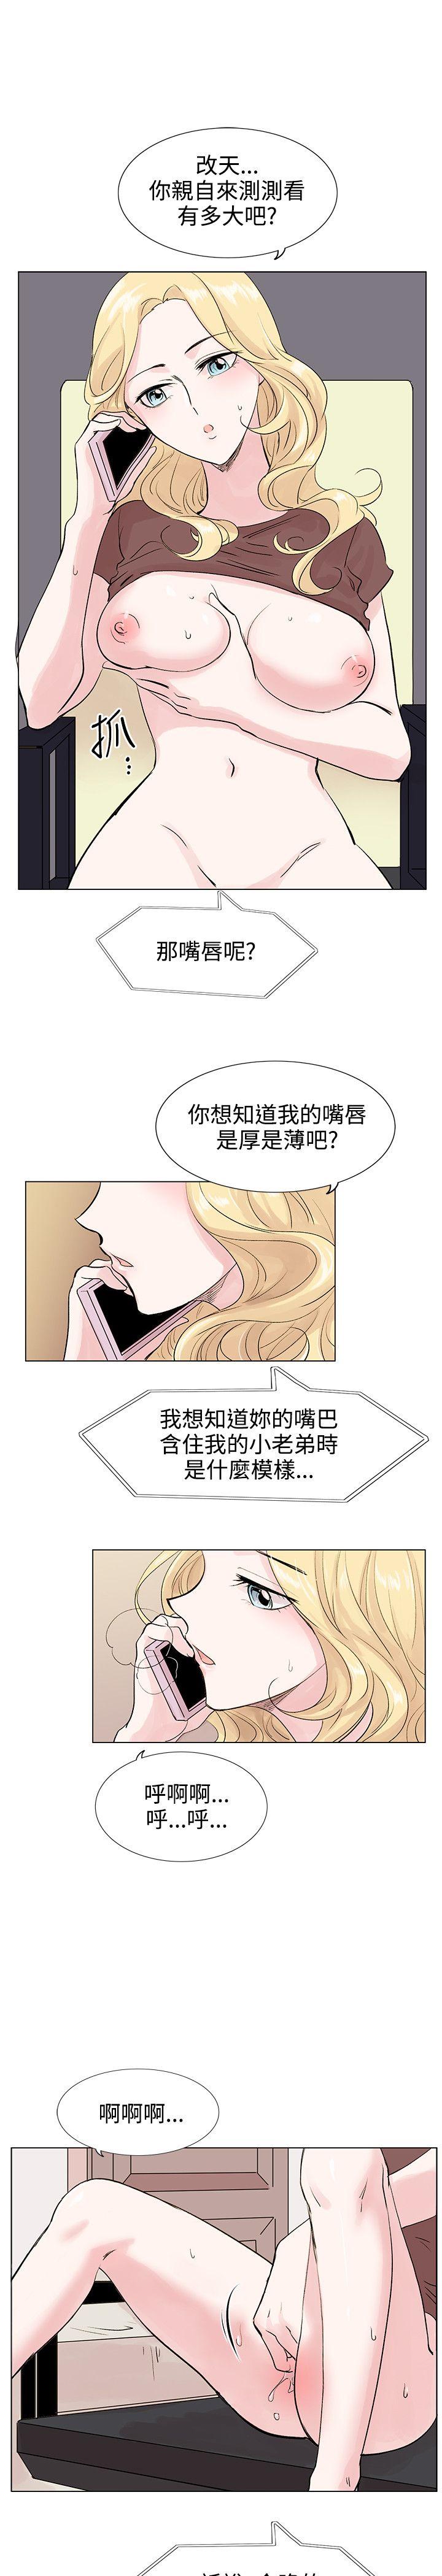 改天...
你親自來測測看
有多大吧?
抓...
那嘴唇呢?
你想知道我的嘴唇
是厚是薄吧?
我想知道妳的嘴巴
含住我的小老弟時
是什麼模樣...
呼啊啊...
呼...呼...
啊啊啊...